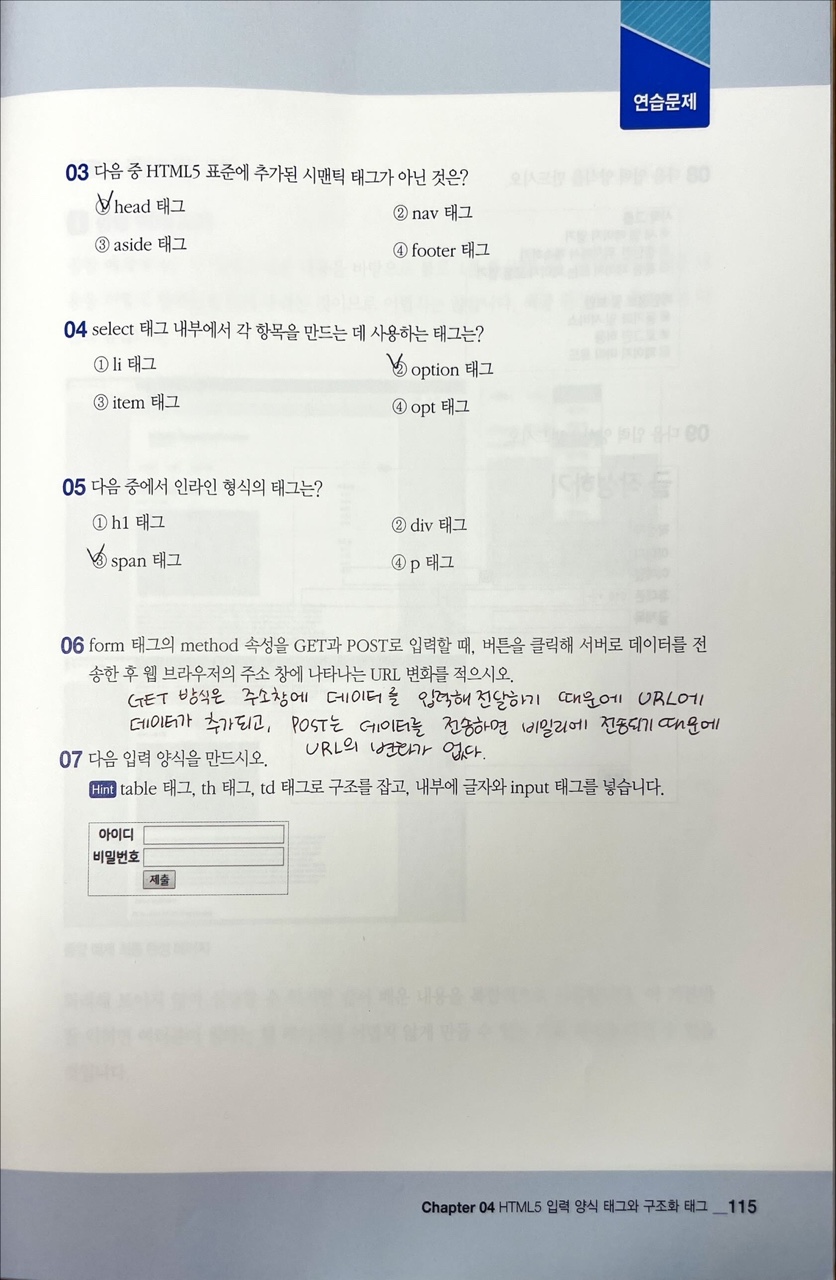 연습문제
03 다음 중 HTML5 표준에 추가된 시맨틱 태그가 아닌 것은?
① head 태그
② nav 태그
③ aside 태그
④ footer 태그
04 select 태그 내부에서 각 항목을 만드는 데 사용하는 태그는?
① li 태그
② option 태그
③ item 태그
④ opt 태그
05 다음 중에서 인라인 형식의 태그는?
① h1 태그
② div 태그
③ span 태그
④ p 태그
06 form 태그의 method 속성을 GET과 POST로 입력할 때, 버튼을 클릭해 서버로 데이터를 전
송한 후 웹 브라우저의 주소 창에 나타나는 URL 변화를 적으시오.
GET 방식은 주소창에 데이터를 입력해 전달하기 때문에 URL에
데이터가 추가되고, POST는 데이터를 전송하면 비밀리에 전송되기 때문에
URL의 변화가 없다.
07 다음 입력 양식을 만드시오.
Hint table 태그, th 태그, td 태그로 구조를 잡고, 내부에 글자와 input 태그를 넣습니다.
아이디
비밀번호
제출
Chapter 04 HTML5 입력 양식 태그와 구조화 태그 __115